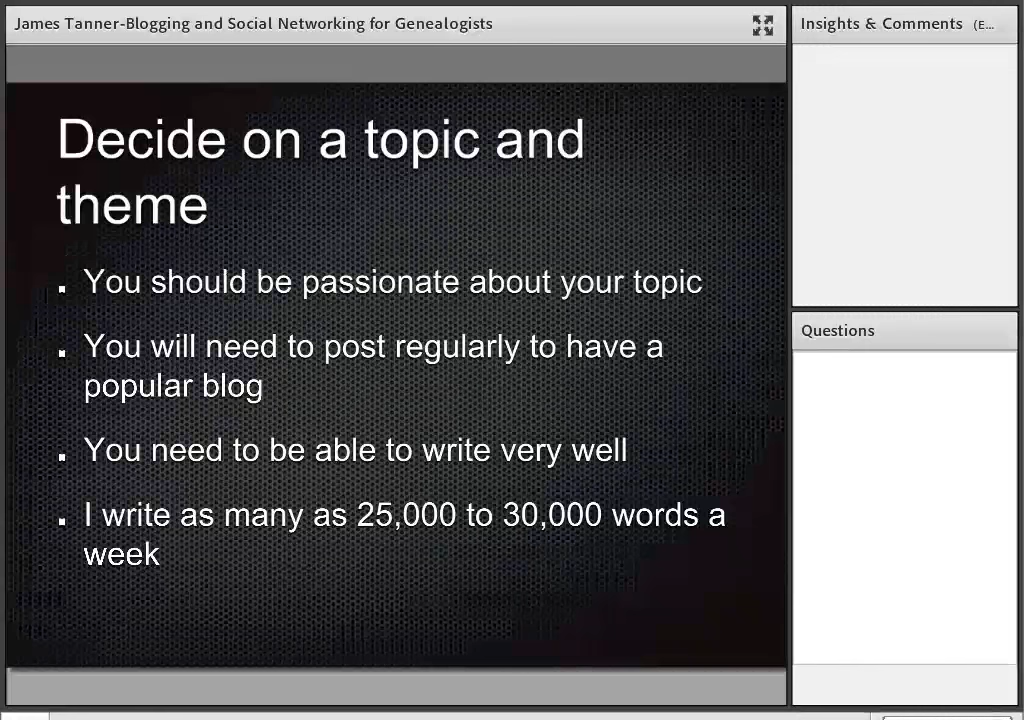 James Tanner-Blogging and Social Networking for Genealogists
Insights & Comments (E...
Decide on a topic and
theme
You should be passionate about your topic
You will need to post regularly to have a
popular blog
You need to be able to write very well
I write as many as 25,000 to 30,000 words a
week
Questions